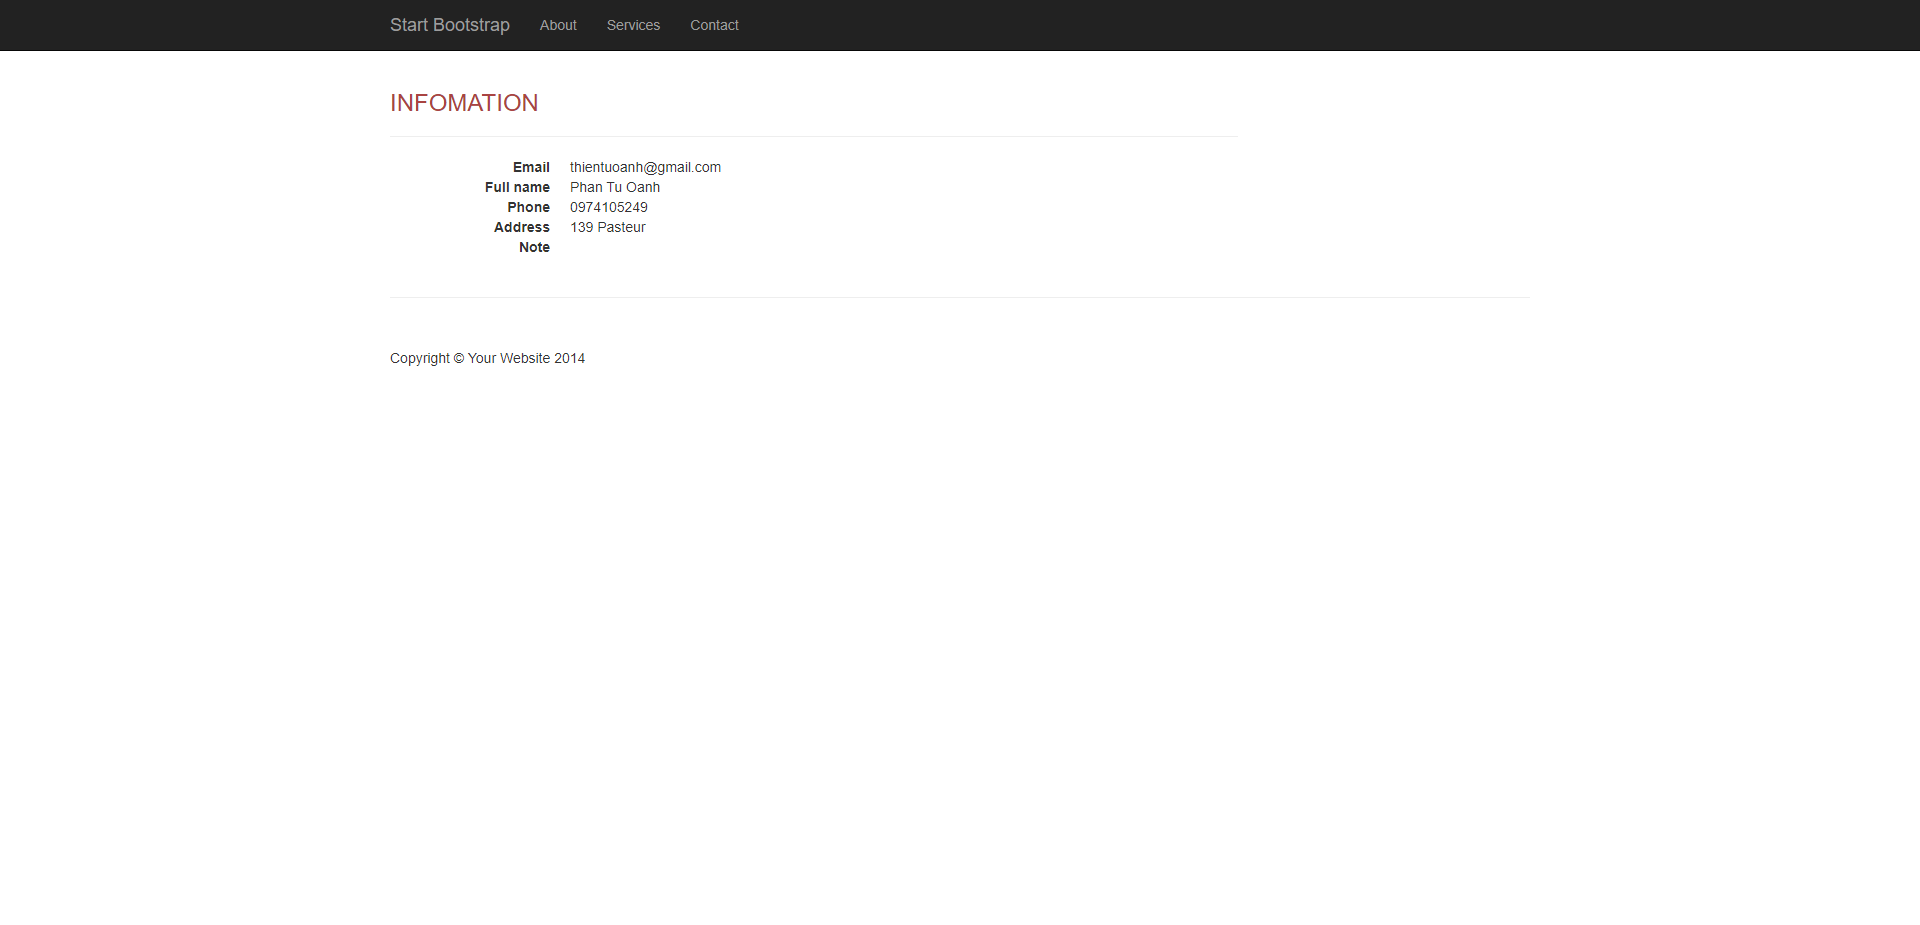 Start Bootstrap About Services Contact
INFOMATION
Email thientuoanh@gmail.com
Full name Phan Tu Oanh
Phone 0974105249
Address 139 Pasteur
Note
Copyright © Your Website 2014